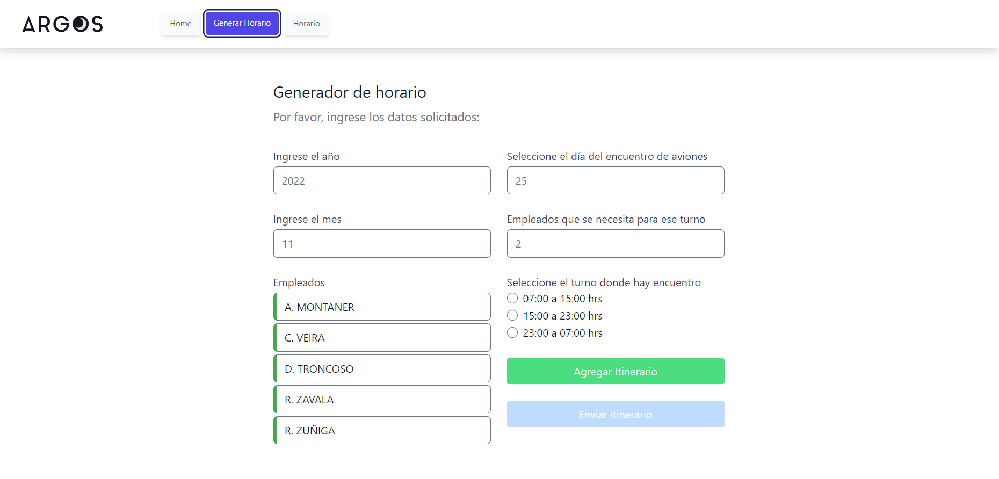 ARGOS
Home
Generar Horario
Horario
Generador de horario
Por favor, ingrese los datos solicitados:
Ingrese el año
2022
Ingrese el mes
11
Empleados
A. MONTANER
C. VEIRA
D. TRONCOSO
R. ZAVALA
R. ZUÑIGA
Seleccione el día del encuentro de aviones
25
Empleados que se necesita para ese turno
2
Seleccione el turno donde hay encuentro
07:00 a 15:00 hrs
15:00 a 23:00 hrs
23:00 a 07:00 hrs
Agregar Itinerario
Enviar itinerario